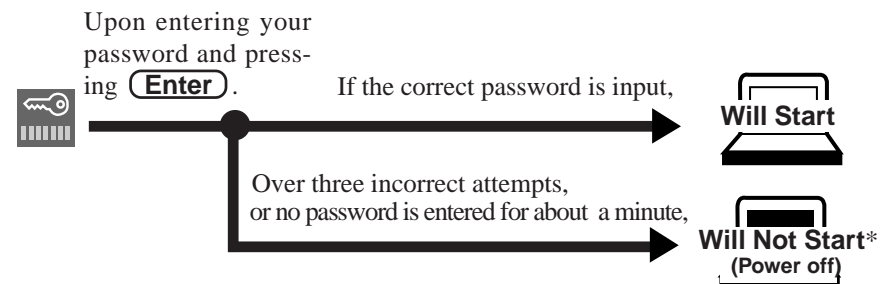 Upon entering your
password and press-
ing Enter.
If the correct password is input,
Will Start
Over three incorrect attempts,
or no password is entered for about a minute,
Will Not Start*
(Power off)